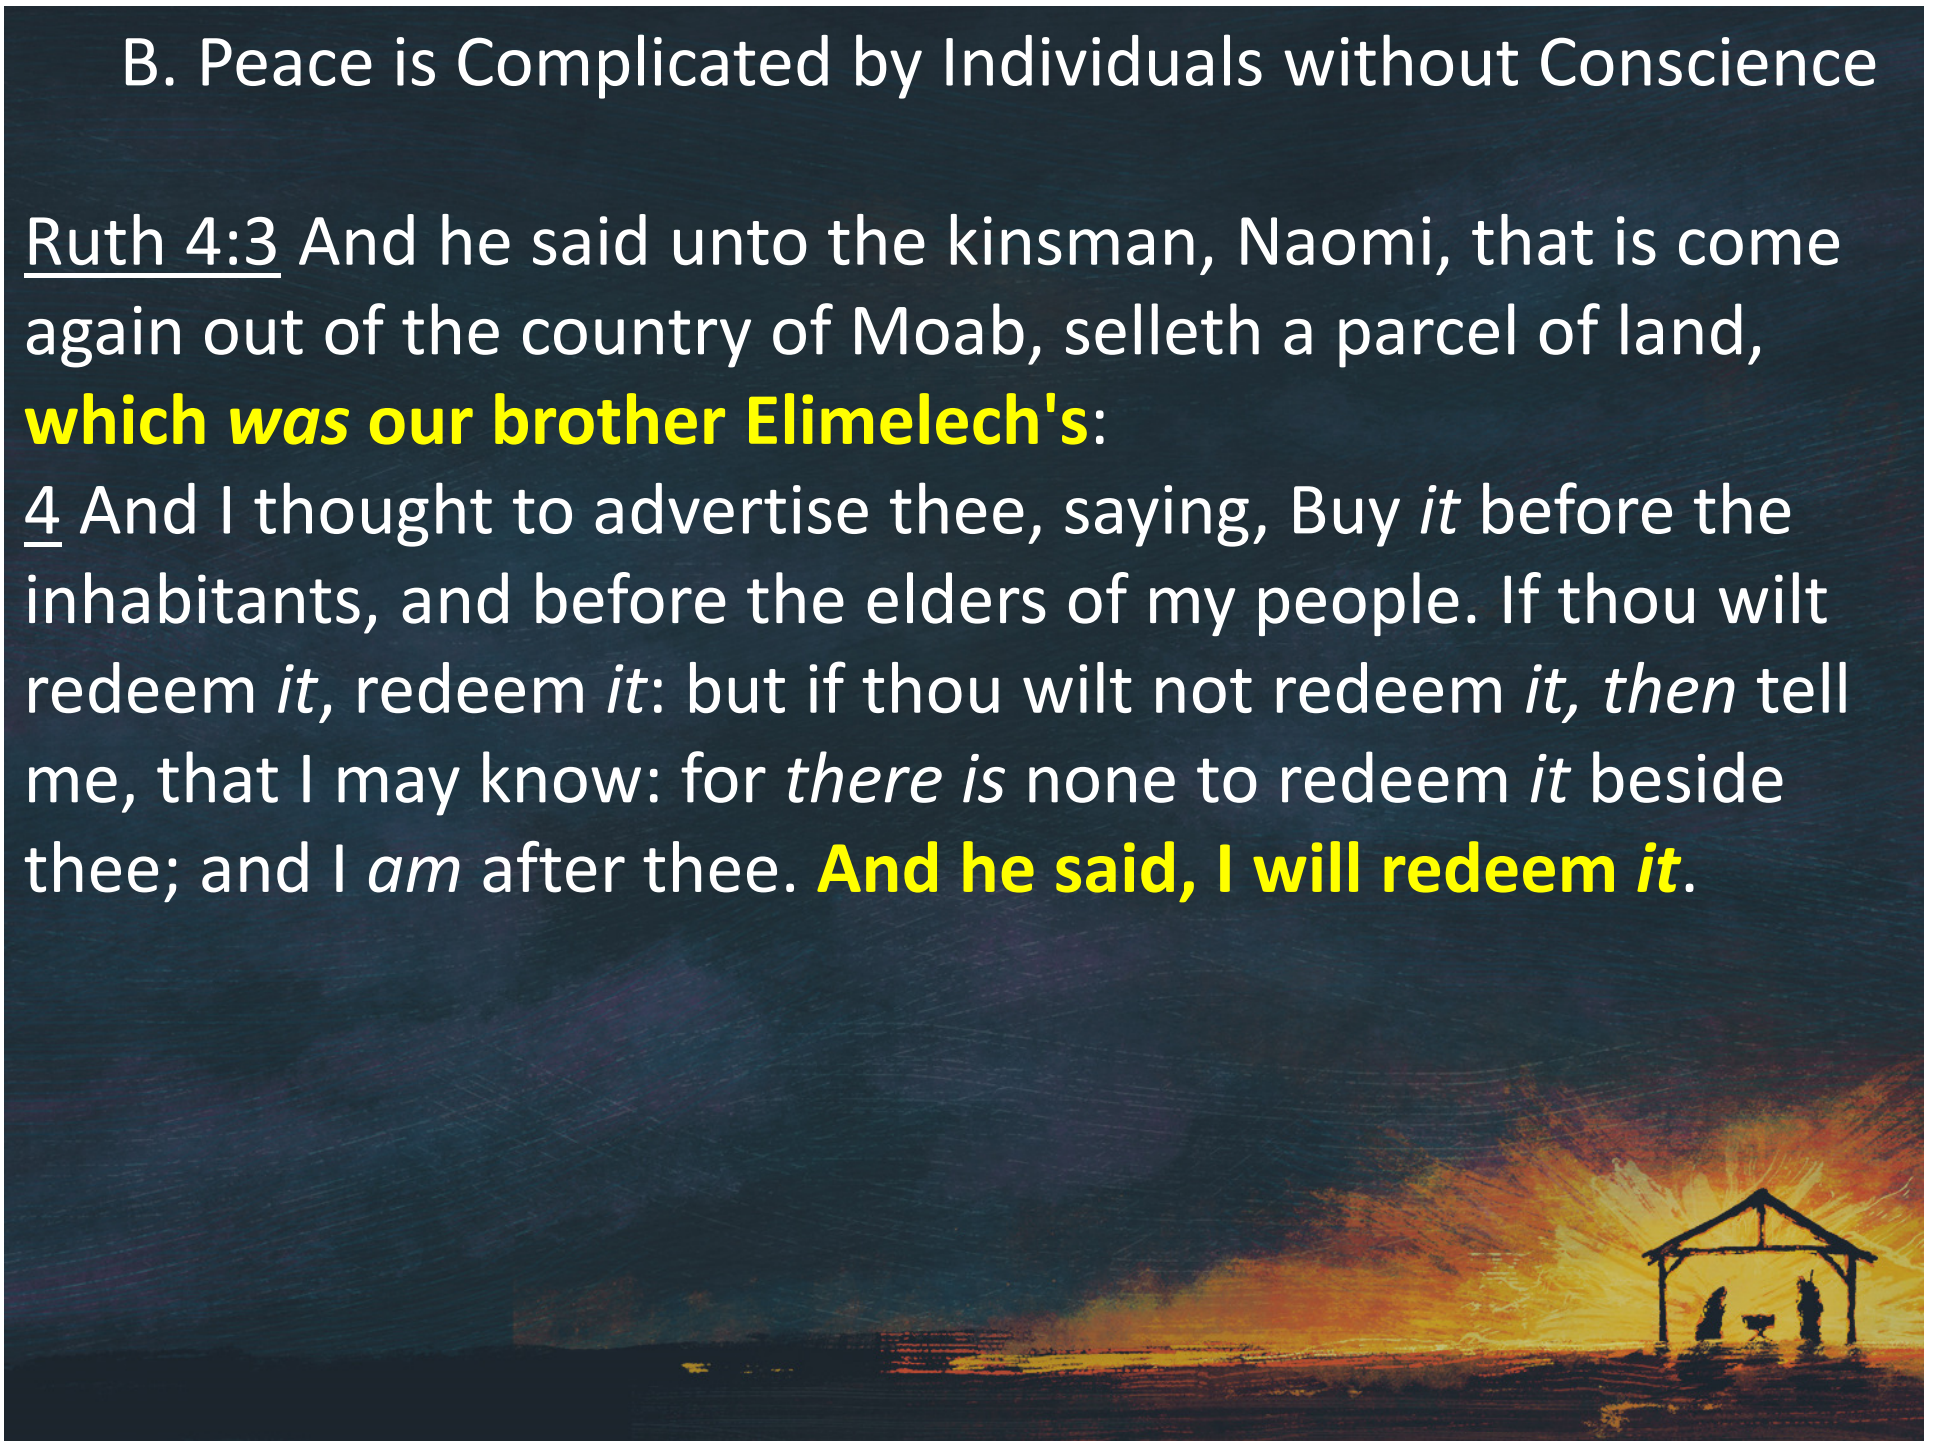 B. Peace is Complicated by Individuals without Conscience
Ruth 4:3 And he said unto the kinsman, Naomi, that is come
again out of the country of Moab, selleth a parcel of land,
which was our brother Elimelech's:
4 And I thought to advertise thee, saying, Buy it before the
inhabitants, and before the elders of my people. If thou wilt
redeem it, redeem it: but if thou wilt not redeem it, then tell
me, that I may know: for there is none to redeem it beside
thee; and I am after thee. And he said, I will redeem it.